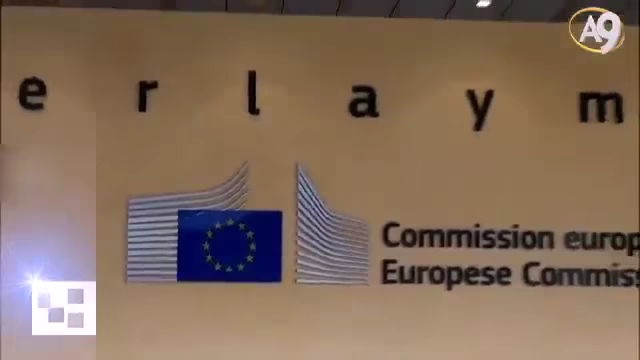 A9
e r l a y m
Commission europ
Europese Commis